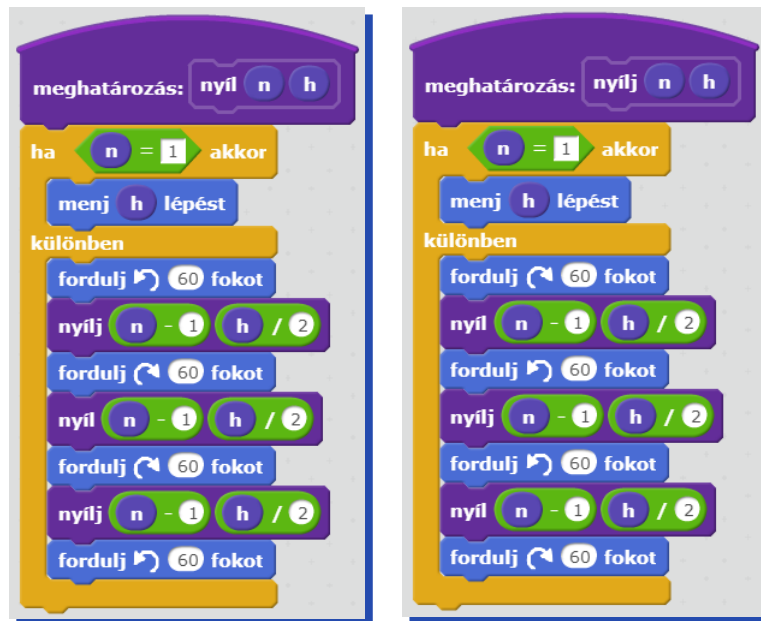 meghatározás: nyíl n h
ha n = 1 akkor
menj h lépést
különben
fordulj 60 fokot
nyílj n - 1 h / 2
fordulj 60 fokot
nyíl n - 1 h / 2
fordulj 60 fokot
nyílj n - 1 h / 2
fordulj 60 fokot
meghatározás: nyílj n h
ha n = 1 akkor
menj h lépést
különben
fordulj 60 fokot
nyíl n - 1 h / 2
fordulj 60 fokot
nyílj n - 1 h / 2
fordulj 60 fokot
nyíl n - 1 h / 2
fordulj 60 fokot